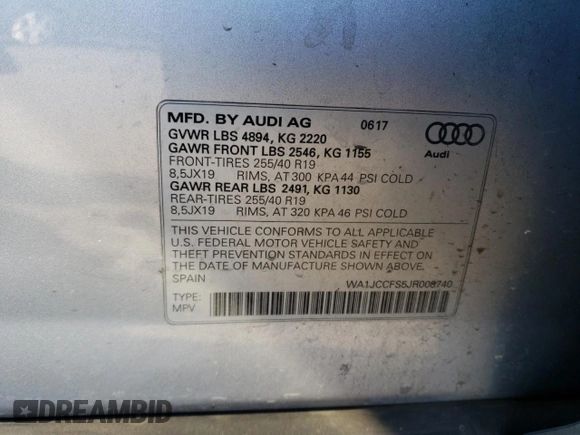 MFD. BY AUDI AG 0617
GVWR LBS 4894, KG 2220
GAWR FRONT LBS 2546, KG 1155
FRONT-TIRES 255/40 R19
8,5JX19 RIMS, AT 300 KPA 44 PSI COLD
GAWR REAR LBS 2491, KG 1130
REAR-TIRES 255/40 R19
8,5JX19 RIMS, AT 320 KPA 46 PSI COLD
Audi
THIS VEHICLE CONFORMS TO ALL APPLICABLE
U.S. FEDERAL MOTOR VEHICLE SAFETY AND
THEFT PREVENTION STANDARDS IN EFFECT ON
THE DATE OF MANUFACTURE SHOWN ABOVE.
SPAIN WA1JCCFS5JR008740
TYPE:
MPV
DREAMBID